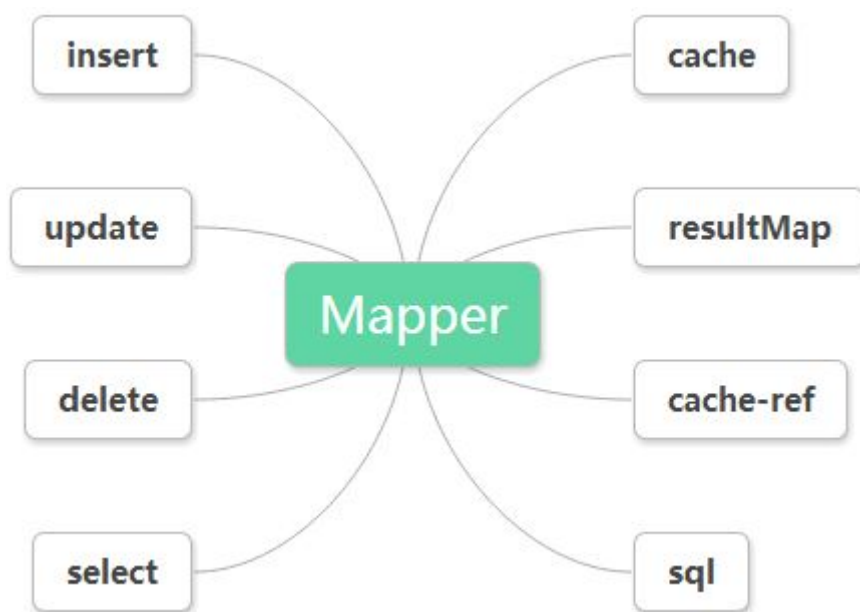 insert
update
delete
select
Mapper
cache
resultMap
cache-ref
sql